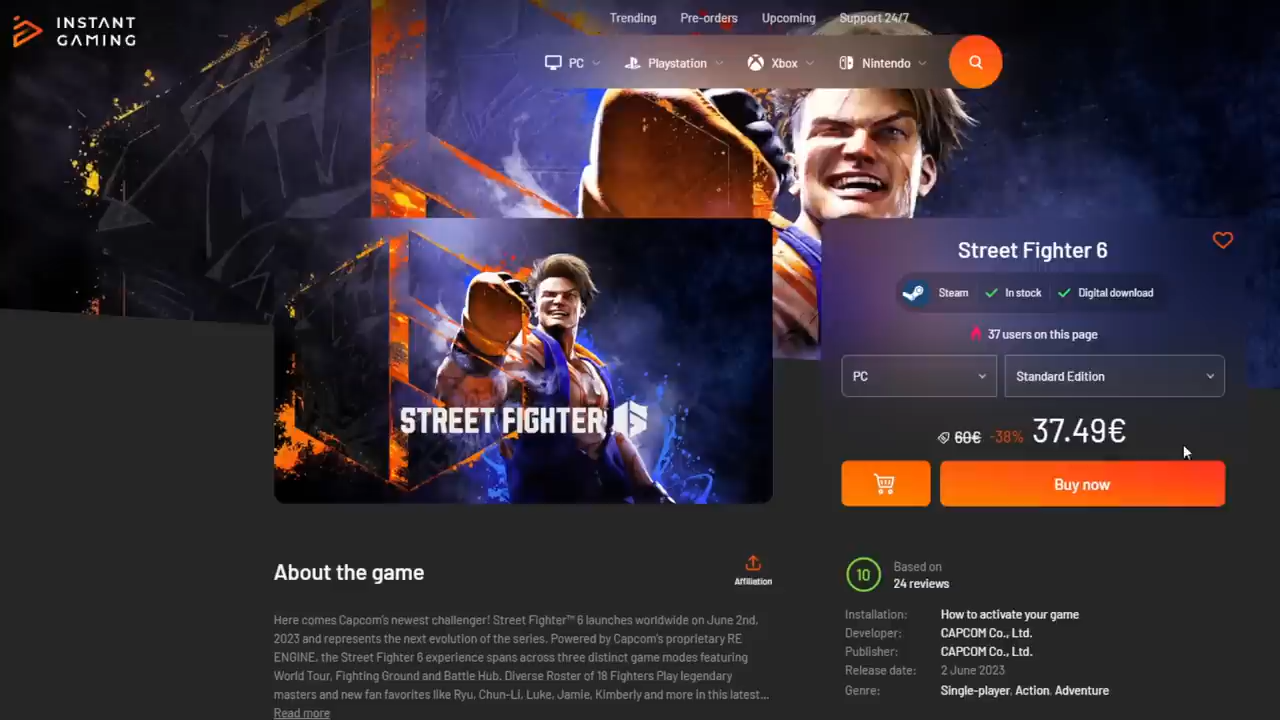 INSTANT
GAMING
Trending Pre-orders Upcoming Support 24/7
PC Playstation Xbox Nintendo
STREET FIGHTER 6
Street Fighter 6
Steam In stock Digital download
37 users on this page
PC Standard Edition
60€ -38% 37.49€
Buy now
About the game
Affiliation
Here comes Capcom's newest challenger! Street Fighter™ 6 launches worldwide on June 2nd,
2023 and represents the next evolution of the series. Powered by Capcom's proprietary RE
ENGINE, the Street Fighter 6 experience spans across three distinct game modes featuring
World Tour, Fighting Ground and Battle Hub. Diverse Roster of 18 Fighters Play legendary
masters and new fan favorites like Ryu, Chun-Li, Luke, Jamie, Kimberly and more in this latest...
Read more
10 Based on
24 reviews
Installation: How to activate your game
Developer: CAPCOM Co., Ltd.
Publisher: CAPCOM Co., Ltd.
Release date: 2 June 2023
Genre: Single-player, Action, Adventure